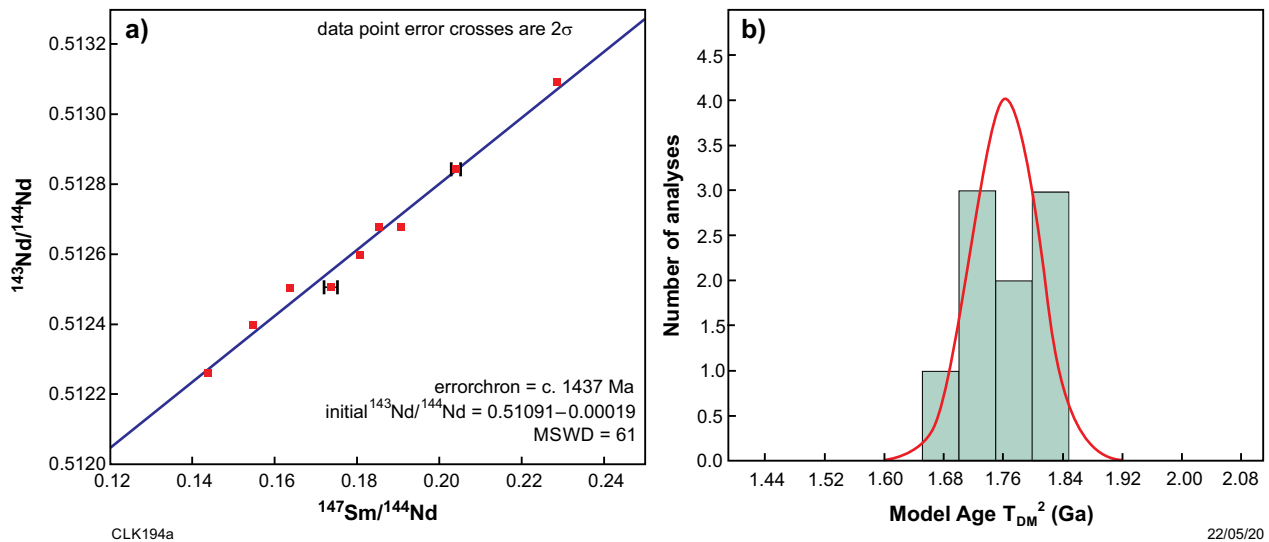 a)
data point error crosses are 2σ
0.5132
0.5130
0.5128
0.5126
0.5124
0.5122
0.5120
¹⁴³Nd/¹⁴⁴Nd
errorchron = c. 1437 Ma
initial ¹⁴³Nd/¹⁴⁴Nd = 0.51091–0.00019
MSWD = 61
0.12 0.14 0.16 0.18 0.20 0.22 0.24
¹⁴⁷Sm/¹⁴⁴Nd
b)
4.5
4.0
3.5
3.0
2.5
2.0
1.5
1.0
0.5
0.0
Number of analyses
1.44 1.52 1.60 1.68 1.76 1.84 1.92 2.00 2.08
Model Age T_DM² (Ga)
CLK194a
22/05/20